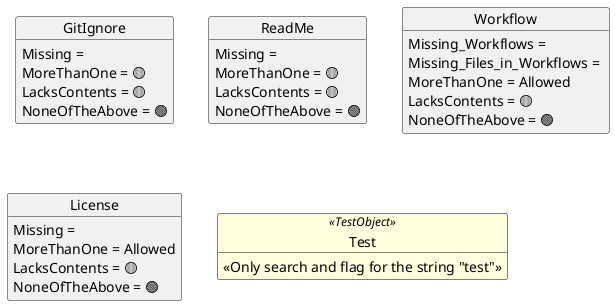 GitIgnore
Missing =
MoreThanOne = 🟡
LacksContents = 🟡
NoneOfTheAbove = 🟢
ReadMe
Missing =
MoreThanOne = 🟡
LacksContents = 🟡
NoneOfTheAbove = 🟢
Workflow
Missing_Workflows =
Missing_Files_in_Workflows =
MoreThanOne = Allowed
LacksContents = 🟡
NoneOfTheAbove = 🟢
License
Missing =
MoreThanOne = Allowed
LacksContents = 🟡
NoneOfTheAbove = 🟢
«TestObject»
Test
«Only search and flag for the string "test"»